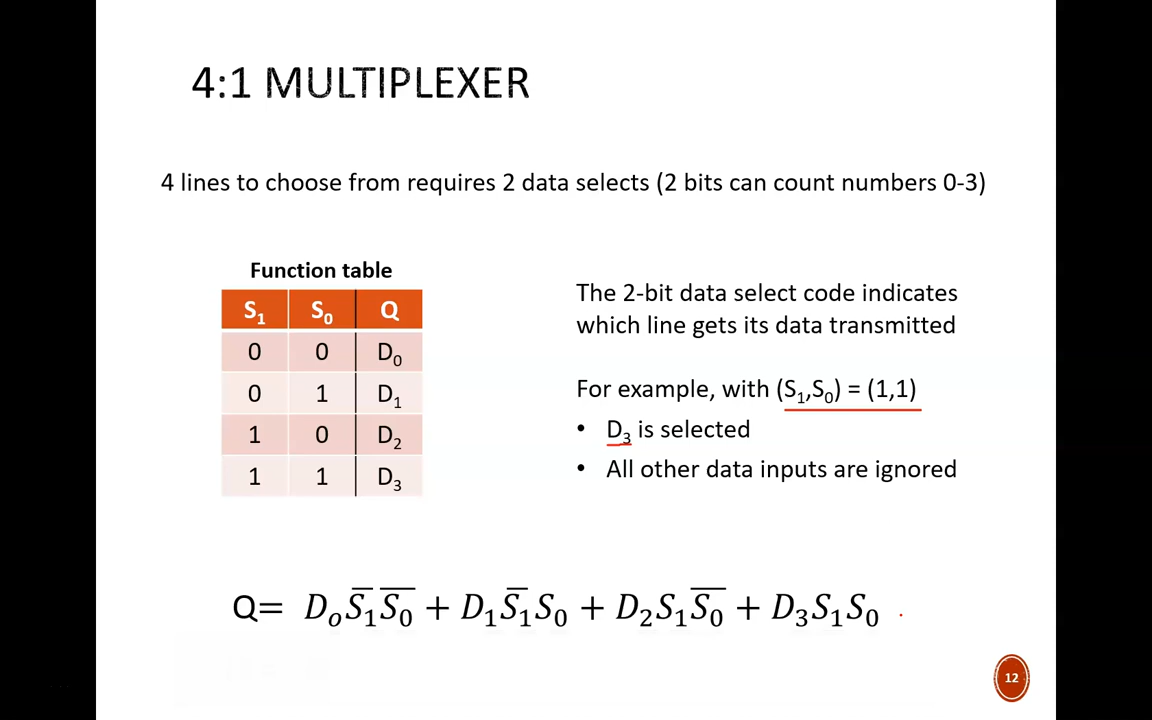 4:1 MULTIPLEXER
4 lines to choose from requires 2 data selects (2 bits can count numbers 0-3)
Function table
S₁ S₀ Q
0 0 D₀
0 1 D₁
1 0 D₂
1 1 D₃
The 2-bit data select code indicates
which line gets its data transmitted
For example, with (S₁,S₀) = (1,1)
• D₃ is selected
• All other data inputs are ignored
Q= DₒS̅₁S̅₀ + D₁S̅₁S₀ + D₂S₁S̅₀ + D₃S₁S₀
12